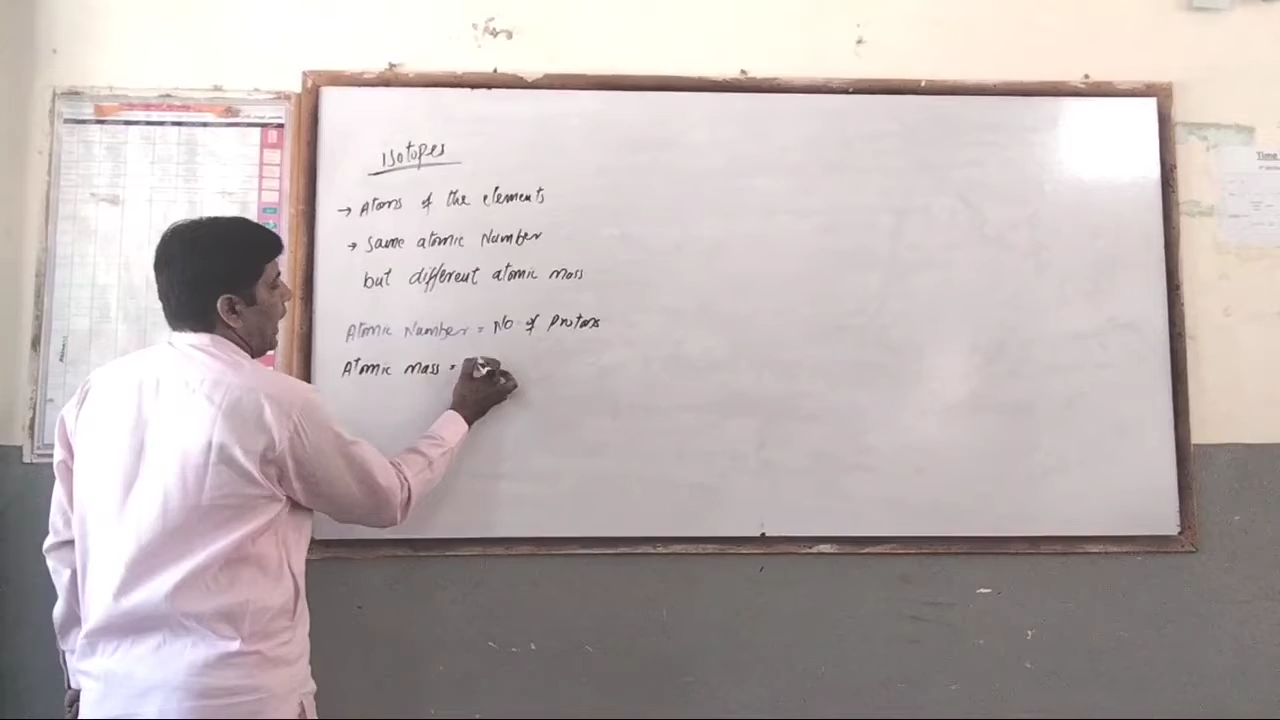 Isotopes
→ Atoms of the elements
→ Same atomic Number
but different atomic mass
Atomic Number = No of Protons
Atomic mass =
Time